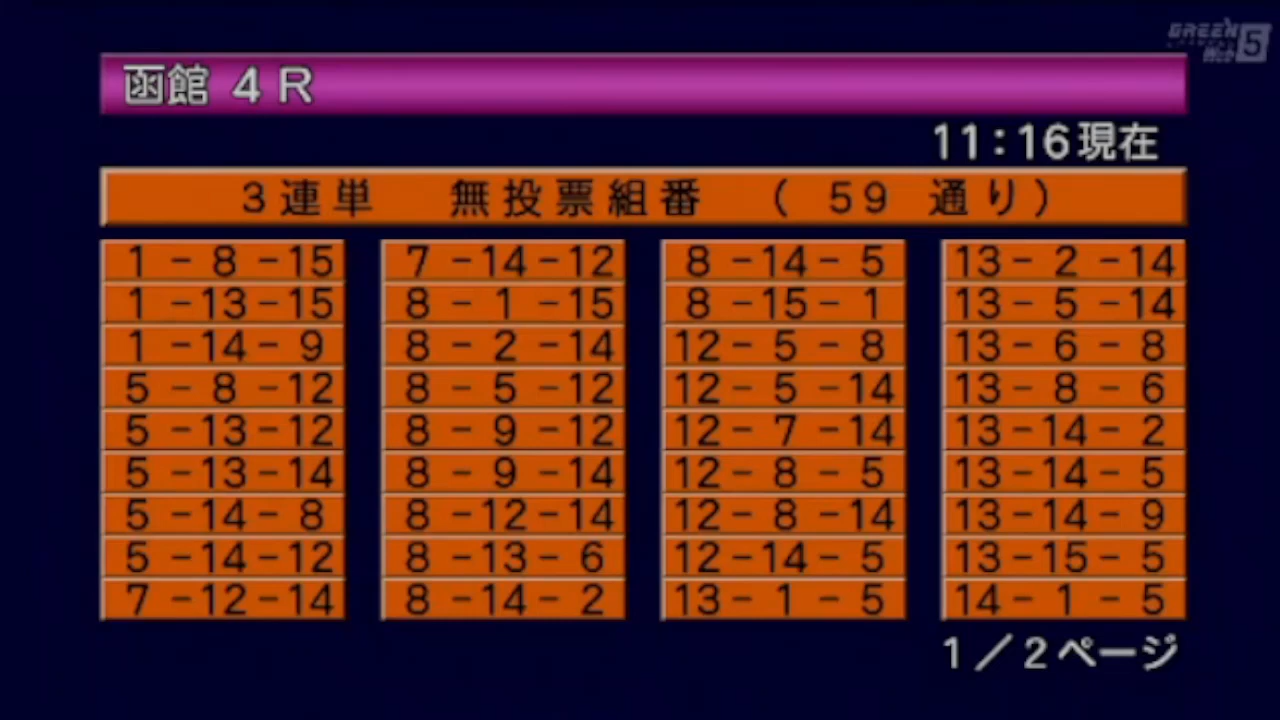 GREEN
Web 5
函館 4R
11:16現在
3連単 無投票組番 ( 59 通り)
1 - 8 -15 7 -14-12 8 -14- 5 13- 2 -14
1 -13-15 8 - 1 -15 8 -15- 1 13- 5 -14
1 -14- 9 8 - 2 -14 12- 5 - 8 13- 6 - 8
5 - 8 -12 8 - 5 -12 12- 5 -14 13- 8 - 6
5 -13-12 8 - 9 -12 12- 7 -14 13-14- 2
5 -13-14 8 - 9 -14 12- 8 - 5 13-14- 5
5 -14- 8 8 -12-14 12- 8 -14 13-14- 9
5 -14-12 8 -13- 6 12-14- 5 13-15- 5
7 -12-14 8 -14- 2 13- 1 - 5 14- 1 - 5
1/2ページ